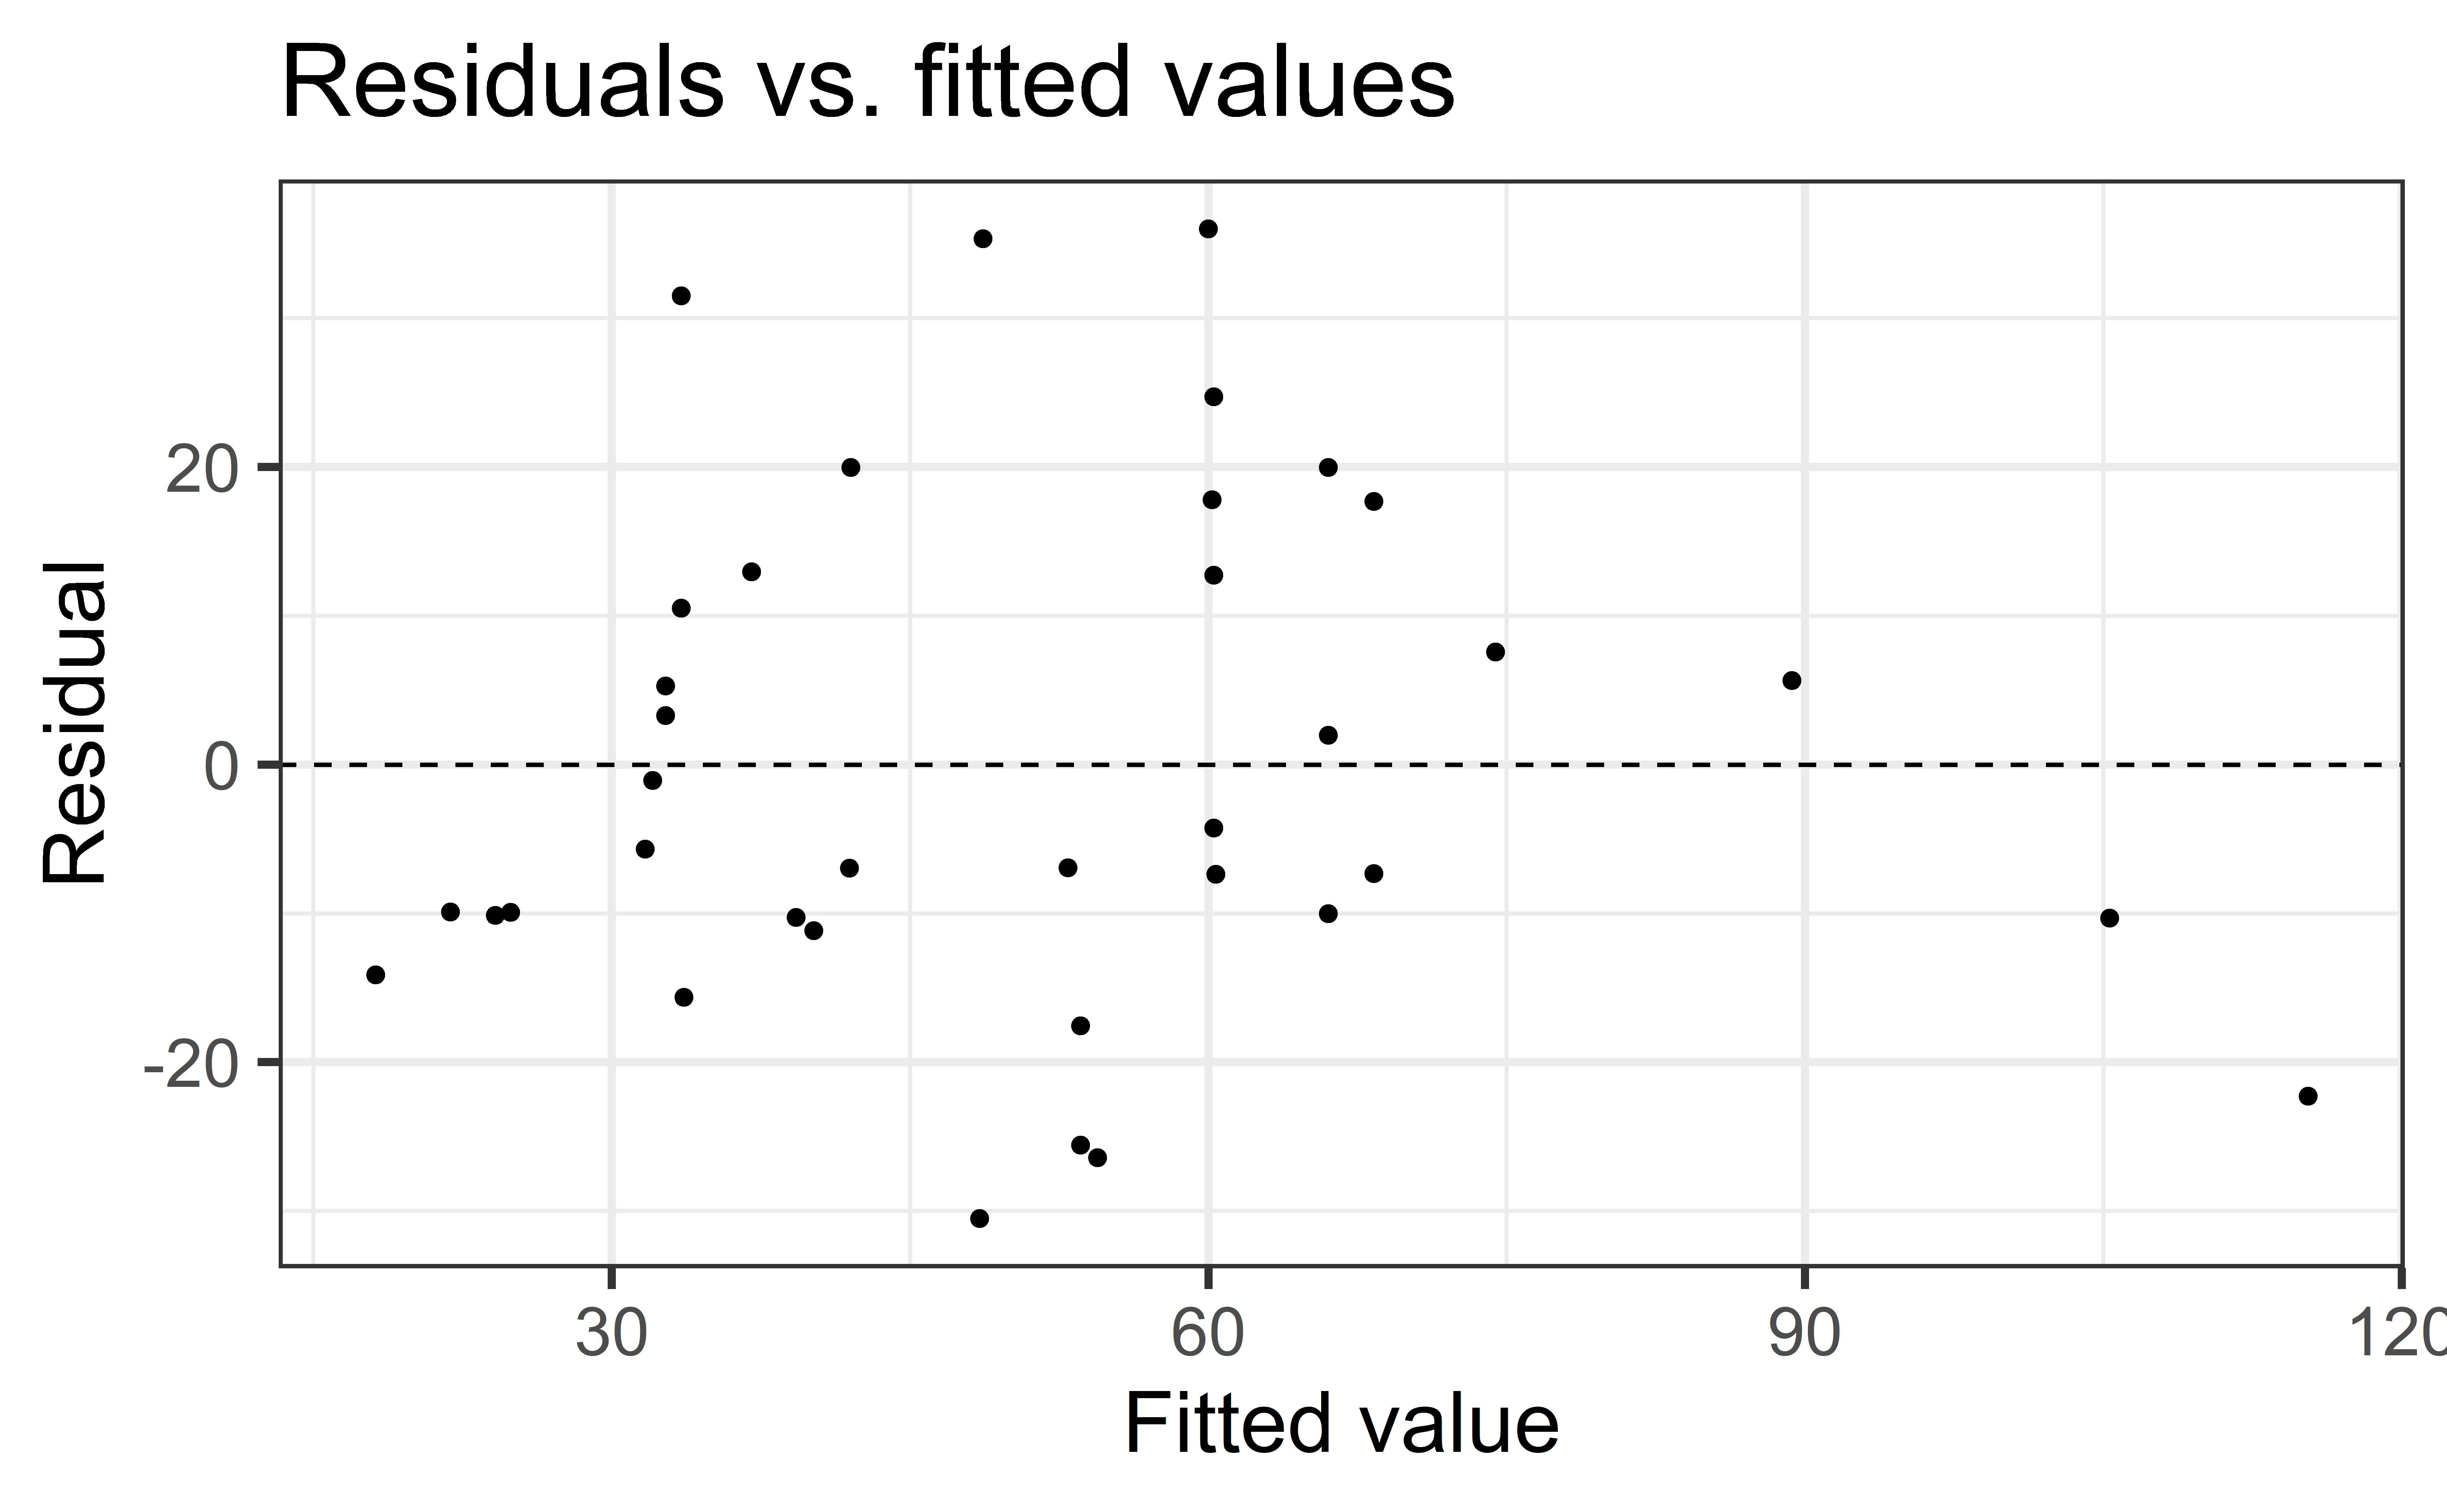 Residuals vs. fitted values
20
0
-20
Residual
30 60 90 120
Fitted value